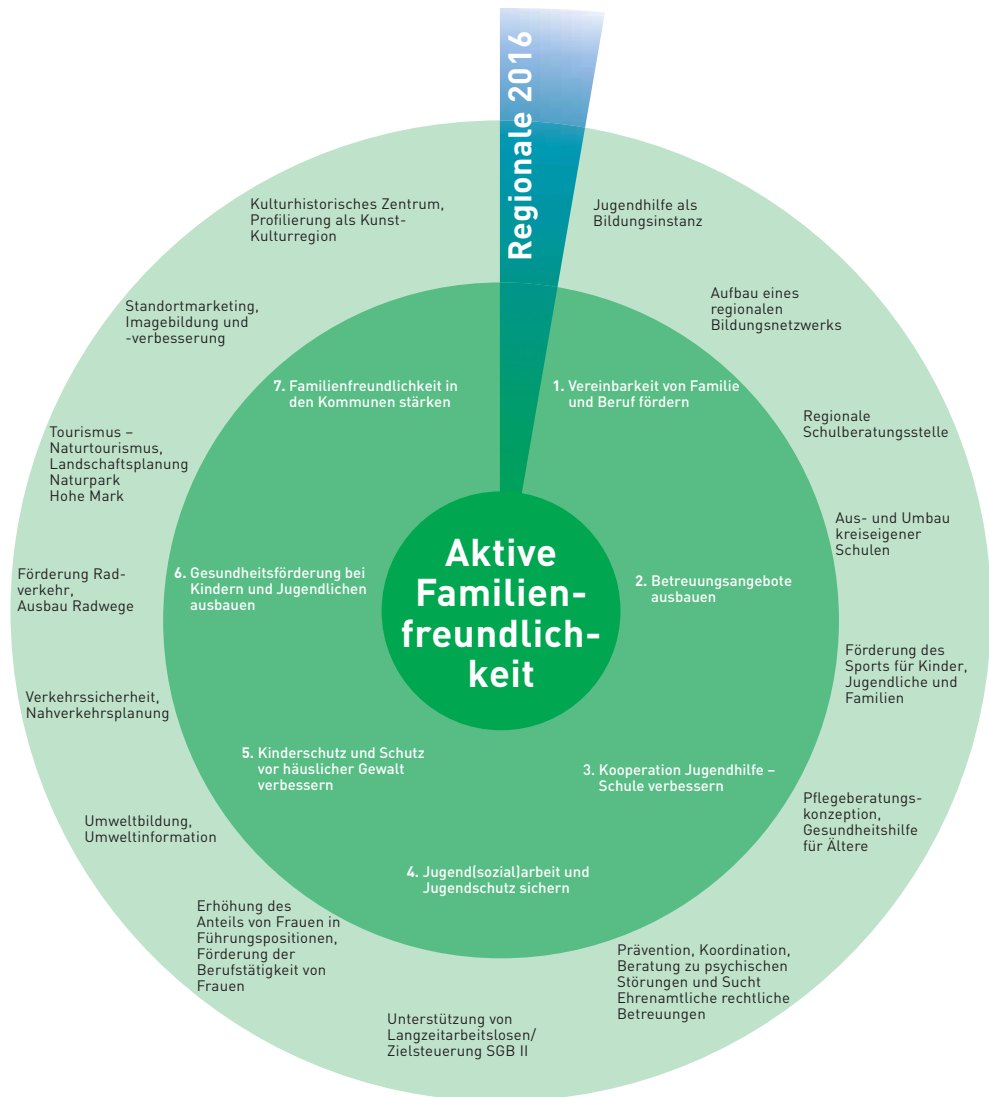 Regionale 2016
Jugendhilfe als
Bildungsinstanz
Aufbau eines
regionalen
Bildungsnetzwerks
Regionale
Schulberatungsstelle
Aus- und Umbau
kreiseigener
Schulen
Förderung des
Sports für Kinder,
Jugendliche und
Familien
Pflegeberatungs-
konzeption,
Gesundheitshilfe
für Ältere
Prävention, Koordination,
Beratung zu psychischen
Störungen und Sucht
Ehrenamtliche rechtliche
Betreuungen
Unterstützung von
Langzeitarbeitslosen/
Zielsteuerung SGB II
Erhöhung des
Anteils von Frauen in
Führungspositionen,
Förderung der
Berufstätigkeit von
Frauen
Umweltbildung,
Umweltinformation
Verkehrssicherheit,
Nahverkehrsplanung
Förderung Rad-
verkehr,
Ausbau Radwege
Tourismus –
Naturtourismus,
Landschaftsplanung
Naturpark
Hohe Mark
Standortmarketing,
Imagebildung und
-verbesserung
Kulturhistorisches Zentrum,
Profilierung als Kunst-
Kulturregion
1. Vereinbarkeit von Familie
und Beruf fördern
2. Betreuungsangebote
ausbauen
3. Kooperation Jugendhilfe –
Schule verbessern
4. Jugend(sozial)arbeit und
Jugendschutz sichern
5. Kinderschutz und Schutz
vor häuslicher Gewalt
verbessern
6. Gesundheitsförderung bei
Kindern und Jugendlichen
ausbauen
7. Familienfreundlichkeit in
den Kommunen stärken
Aktive
Familien-
freundlich-
keit